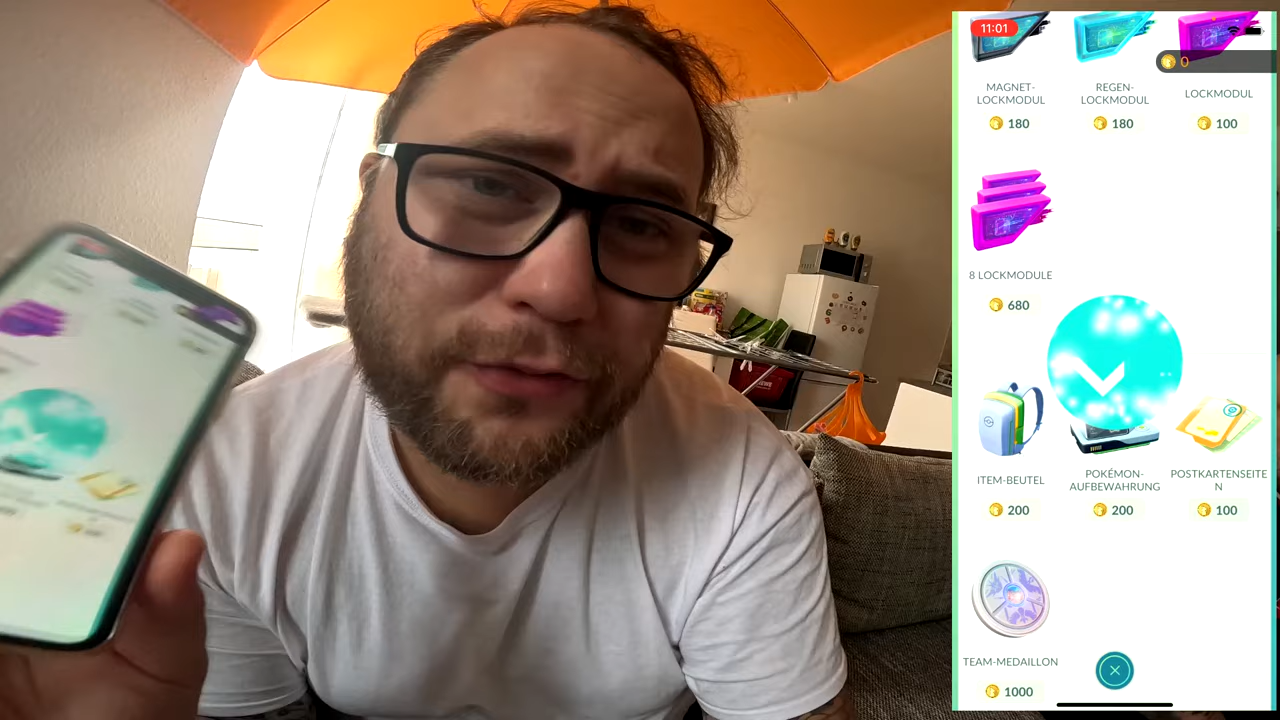 11:01
0
MAGNET-
LOCKMODUL
180
REGEN-
LOCKMODUL
180
LOCKMODUL
100
8 LOCKMODULE
680
ITEM-BEUTEL
200
POKÉMON-
AUFBEWAHRUNG
200
POSTKARTENSEITE
N
100
TEAM-MEDAILLON
1000